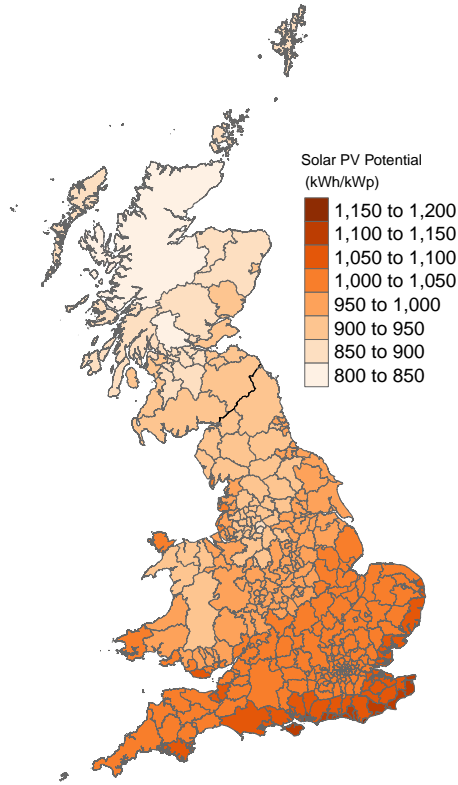 Solar PV Potential
(kWh/kWp)
1,150 to 1,200
1,100 to 1,150
1,050 to 1,100
1,000 to 1,050
950 to 1,000
900 to 950
850 to 900
800 to 850